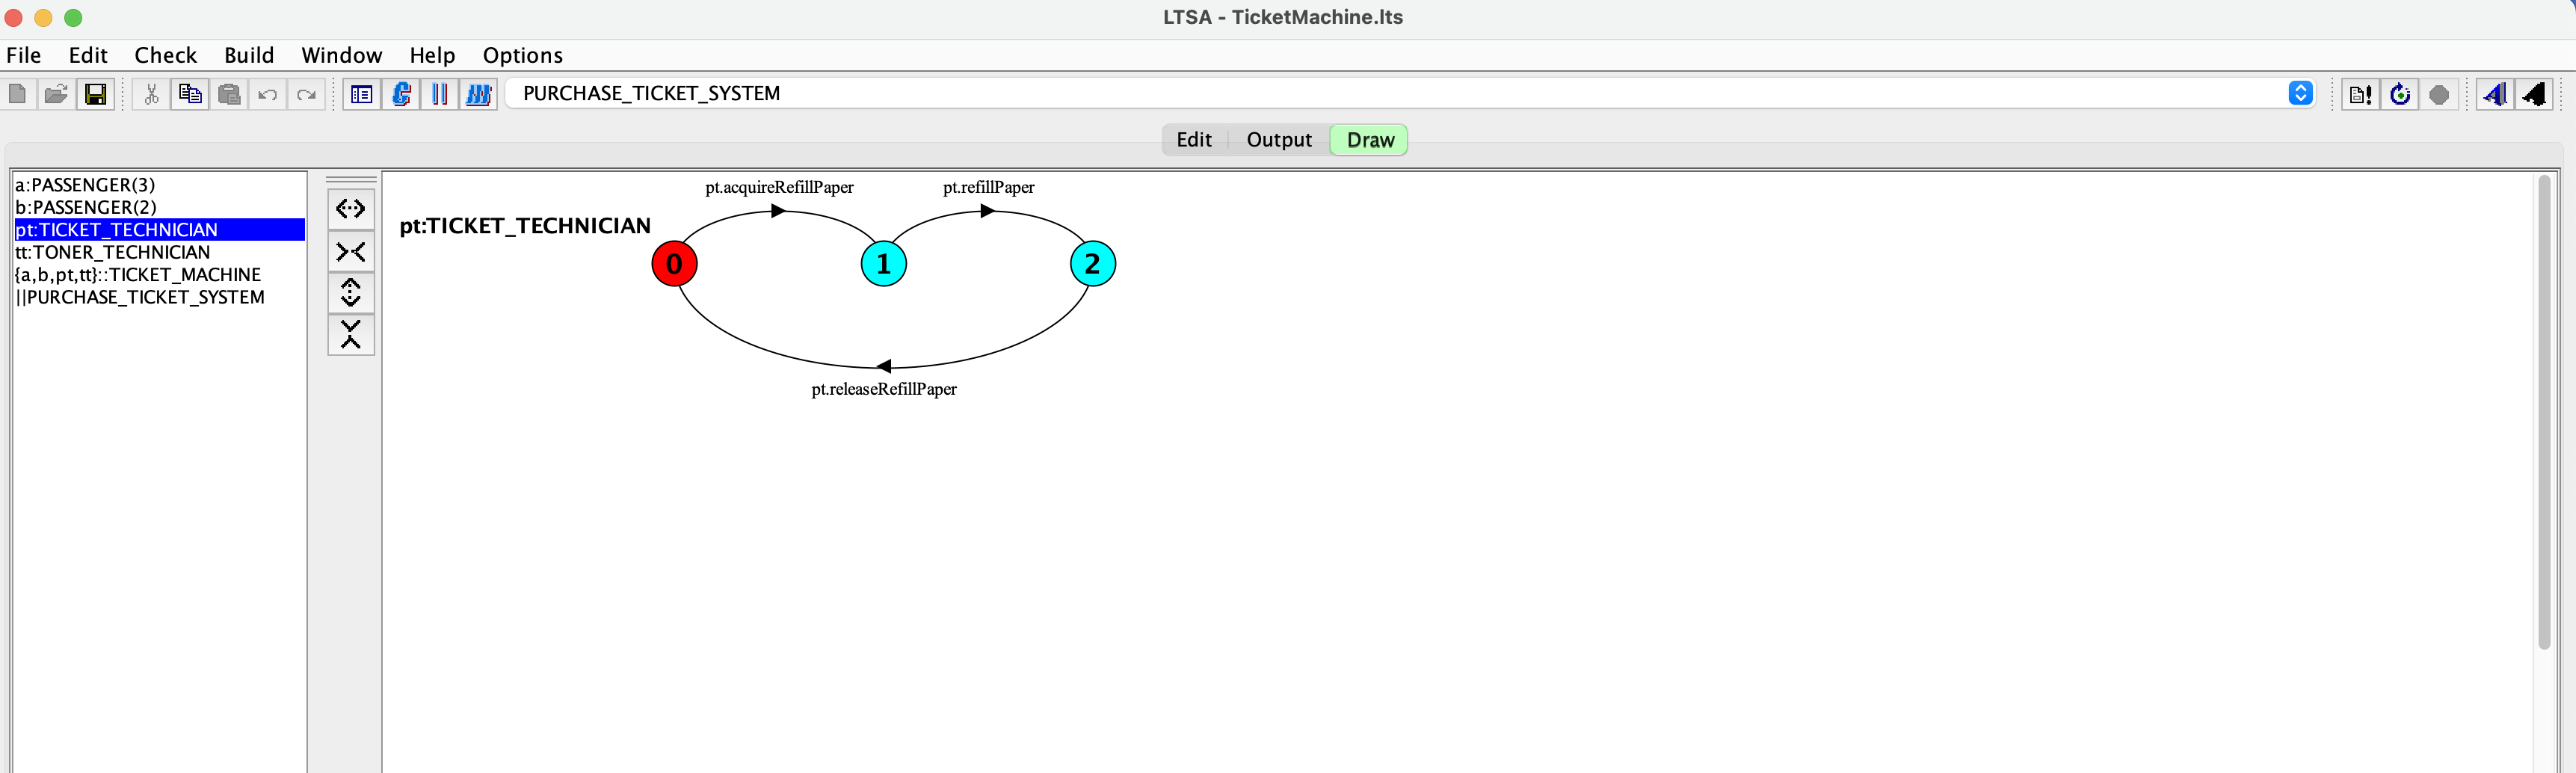 LTSA - TicketMachine.lts
File Edit Check Build Window Help Options
PURCHASE_TICKET_SYSTEM
Edit Output Draw
a:PASSENGER(3)
b:PASSENGER(2)
pt:TICKET_TECHNICIAN
tt:TONER_TECHNICIAN
{a,b,pt,tt}::TICKET_MACHINE
||PURCHASE_TICKET_SYSTEM
pt.acquireRefillPaper pt.refillPaper
pt:TICKET_TECHNICIAN
0 1 2
pt.releaseRefillPaper